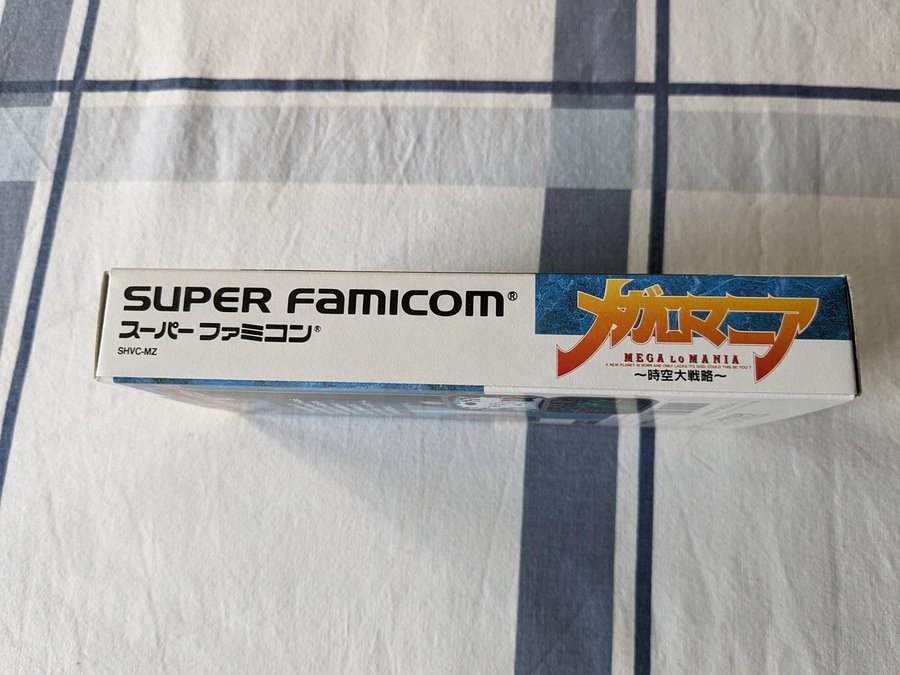 SUPER FAMICOM®
スーパーファミコン®
SHVC-MZ
メガロマニア
MEGA LO MANIA
A NEW PLANET IS BORN AND ONLY LACKS ITS GOD, COULD THIS BE YOU ?
〜時空大戦略〜